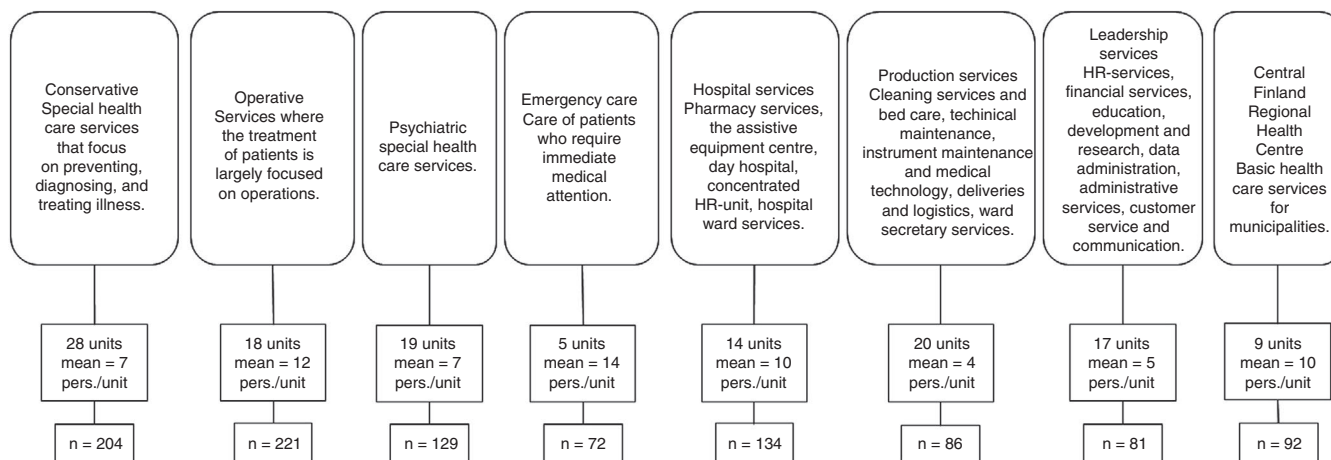 Conservative
Special health
care services
that focus
on preventing,
diagnosing, and
treating illness.
Operative
Services where
the treatment
of patients is
largely focused
on operations.
Psychiatric
special health
care services.
Emergency care
Care of patients
who require
immediate
medical
attention.
Hospital services
Pharmacy services,
the assistive
equipment centre,
day hospital,
concentrated
HR-unit, hospital
ward services.
Production services
Cleaning services and
bed care, techinical
maintenance,
instrument maintenance
and medical
technology, deliveries
and logistics, ward
secretary services.
Leadership
services
HR-services,
financial services,
education,
development and
research, data
administration,
administrative
services, customer
service and
communication.
Central
Finland
Regional
Health
Centre
Basic health
care services
for
municipalities.
28 units
mean = 7
pers./unit
18 units
mean = 12
pers./unit
19 units
mean = 7
pers./unit
5 units
mean = 14
pers./unit
14 units
mean = 10
pers./unit
20 units
mean = 4
pers./unit
17 units
mean = 5
pers./unit
9 units
mean = 10
pers./unit
n = 204
n = 221
n = 129
n = 72
n = 134
n = 86
n = 81
n = 92